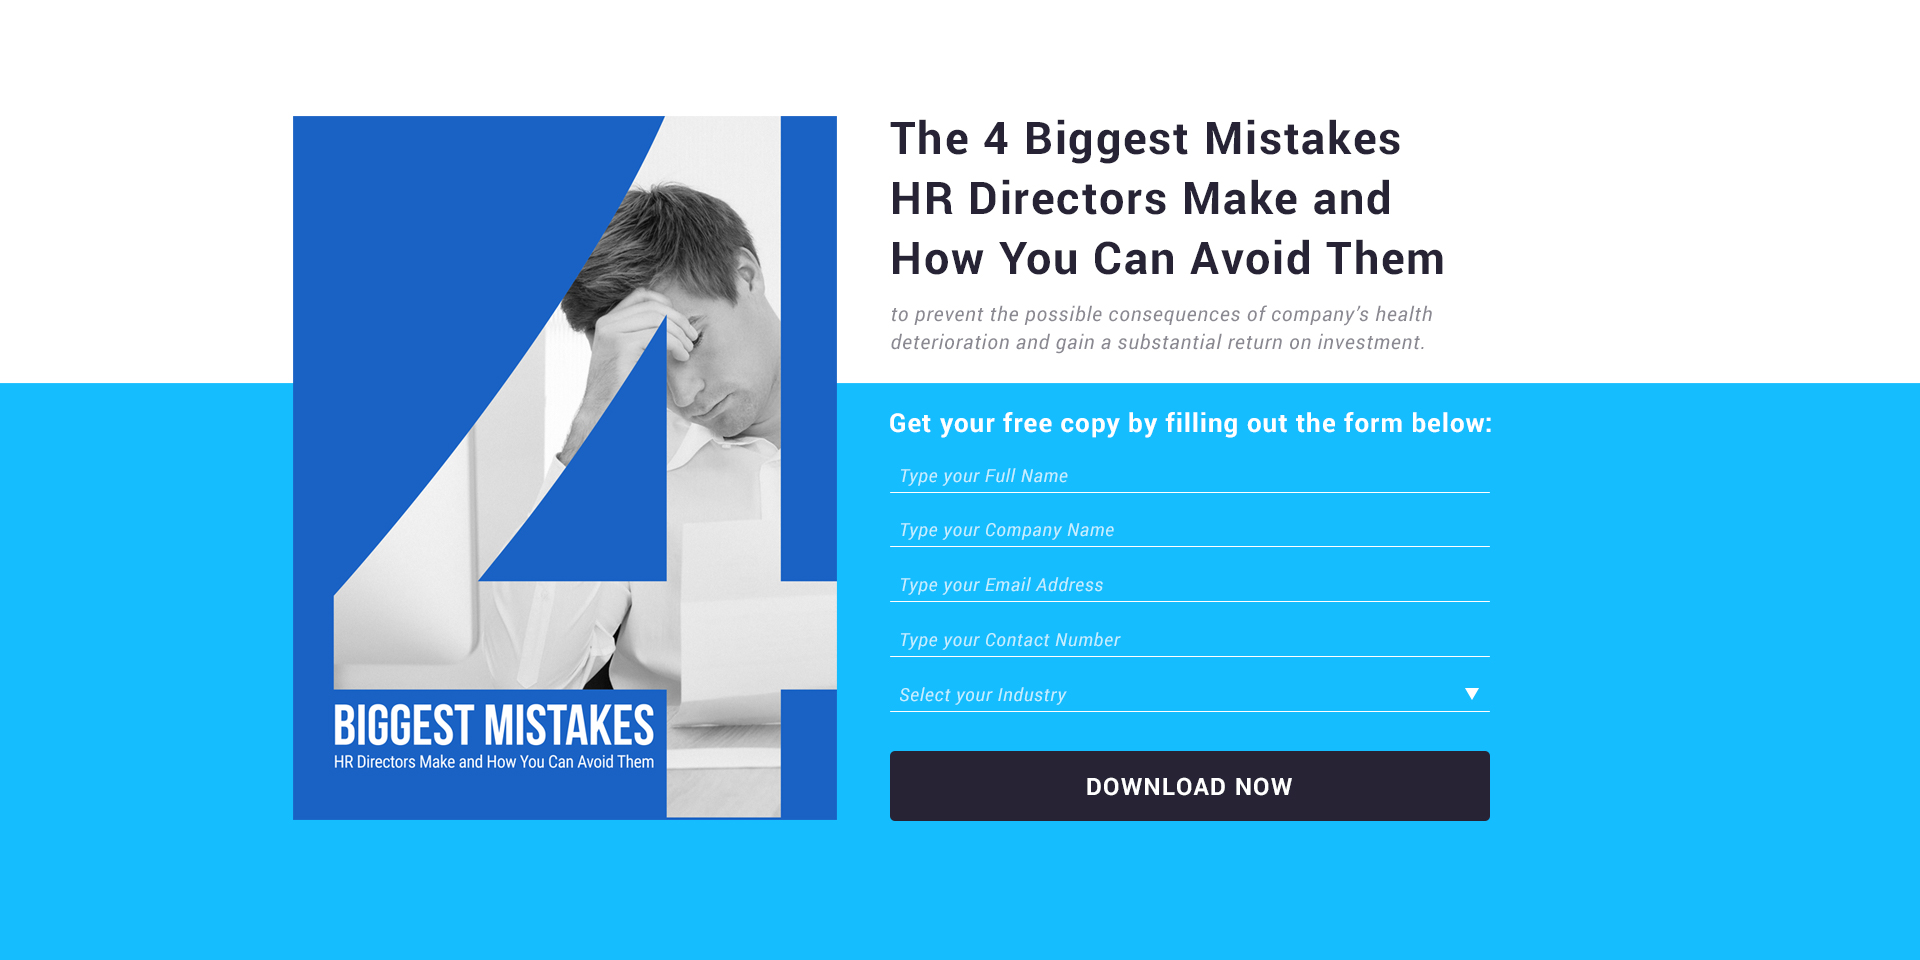 The 4 Biggest Mistakes
HR Directors Make and
How You Can Avoid Them
to prevent the possible consequences of company's health
deterioration and gain a substantial return on investment.
4
BIGGEST MISTAKES
HR Directors Make and How You Can Avoid Them
Get your free copy by filling out the form below:
Type your Full Name
Type your Company Name
Type your Email Address
Type your Contact Number
Select your Industry
DOWNLOAD NOW